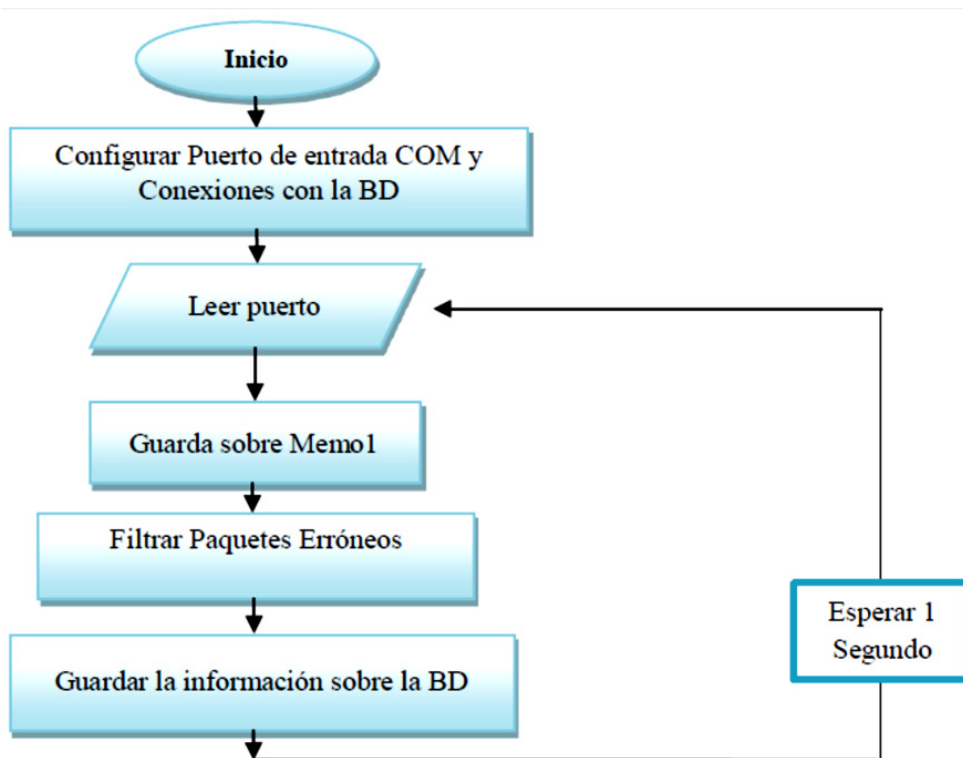 Inicio
Configurar Puerto de entrada COM y
Conexiones con la BD
Leer puerto
Guarda sobre Memo1
Filtrar Paquetes Erróneos
Guardar la información sobre la BD
Esperar 1
Segundo